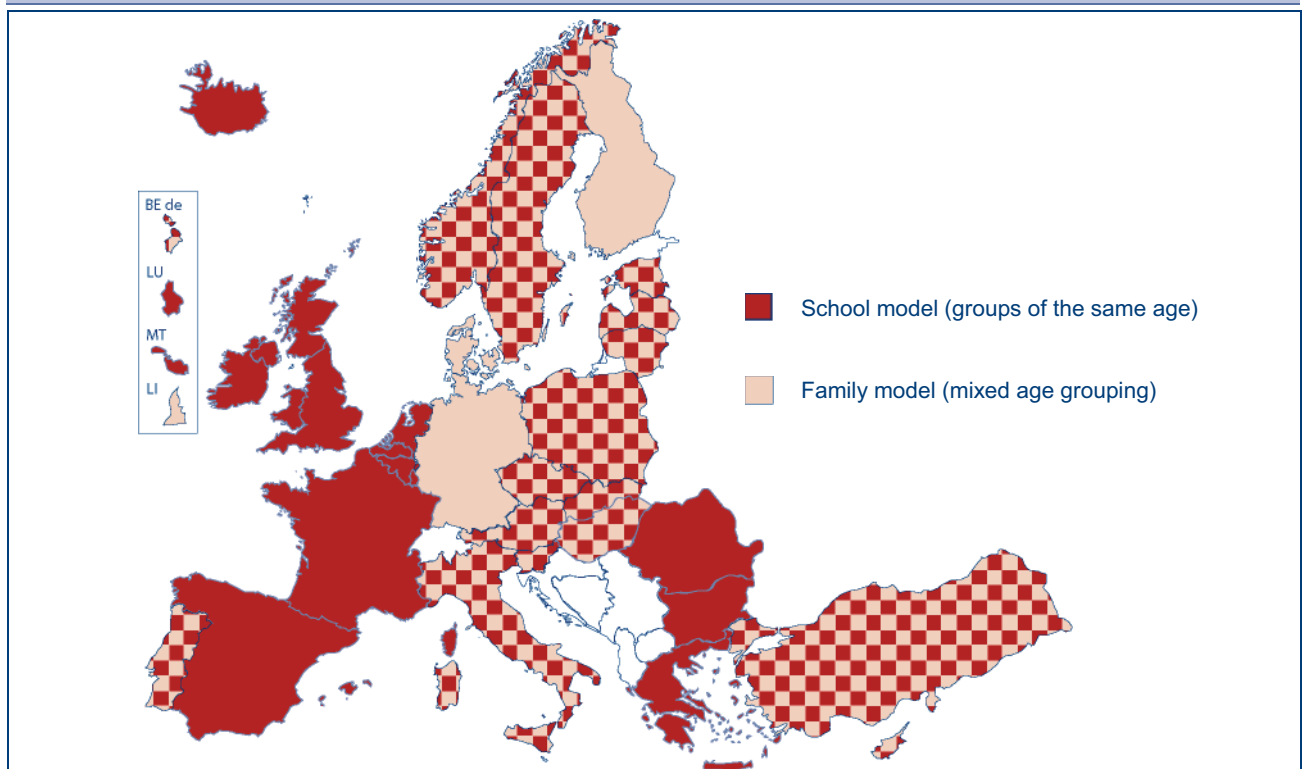 BE de
LU
MT
LI
School model (groups of the same age)
Family model (mixed age grouping)